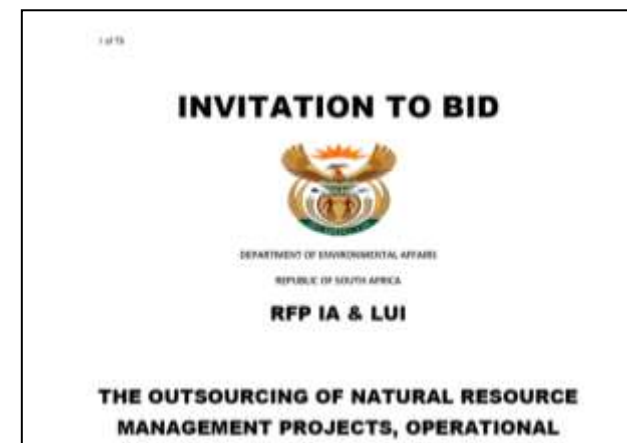 INVITATION TO BID
DEPARTMENT OF ENVIRONMENTAL AFFAIRS
REPUBLIC OF SOUTH AFRICA
RFP IA & LUI
THE OUTSOURCING OF NATURAL RESOURCE
MANAGEMENT PROJECTS, OPERATIONAL